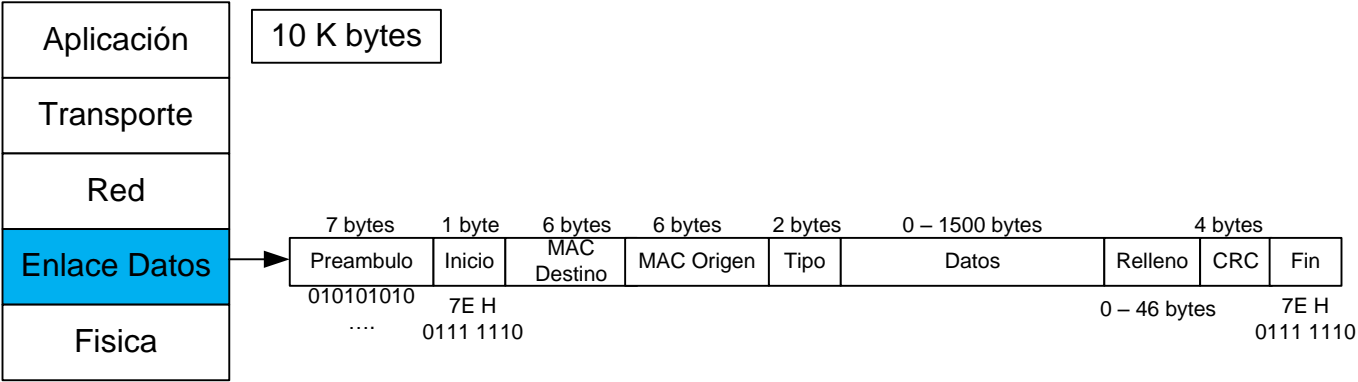 Aplicación
10 K bytes
Transporte
Red
Enlace Datos
Fisica
7 bytes
1 byte
6 bytes
6 bytes
2 bytes
0 – 1500 bytes
4 bytes
Preambulo
Inicio
MAC
Destino
MAC Origen
Tipo
Datos
Relleno
CRC
Fin
010101010
....
7E H
0111 1110
0 – 46 bytes
7E H
0111 1110